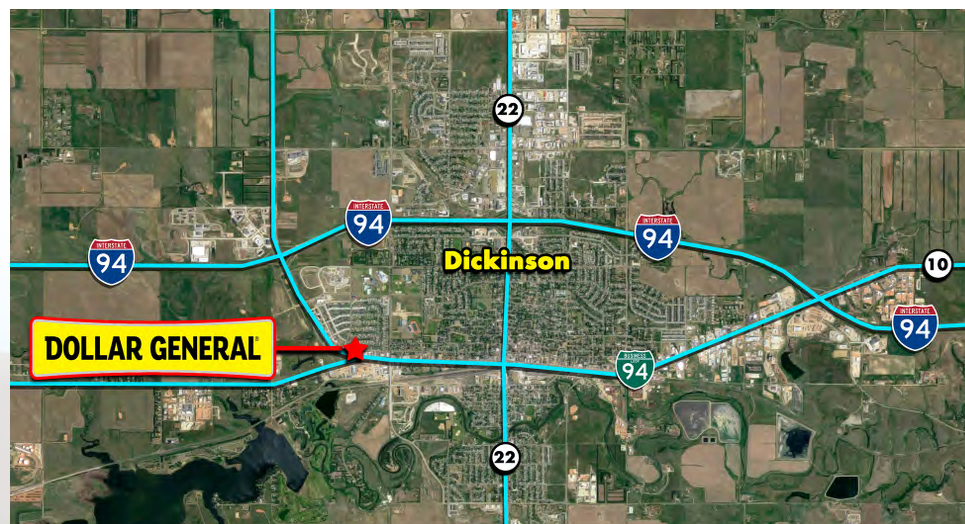 22
INTERSTATE
94
INTERSTATE
94
INTERSTATE
94
Dickinson
10
INTERSTATE
94
DOLLAR GENERAL®
BUSINESS
94
22